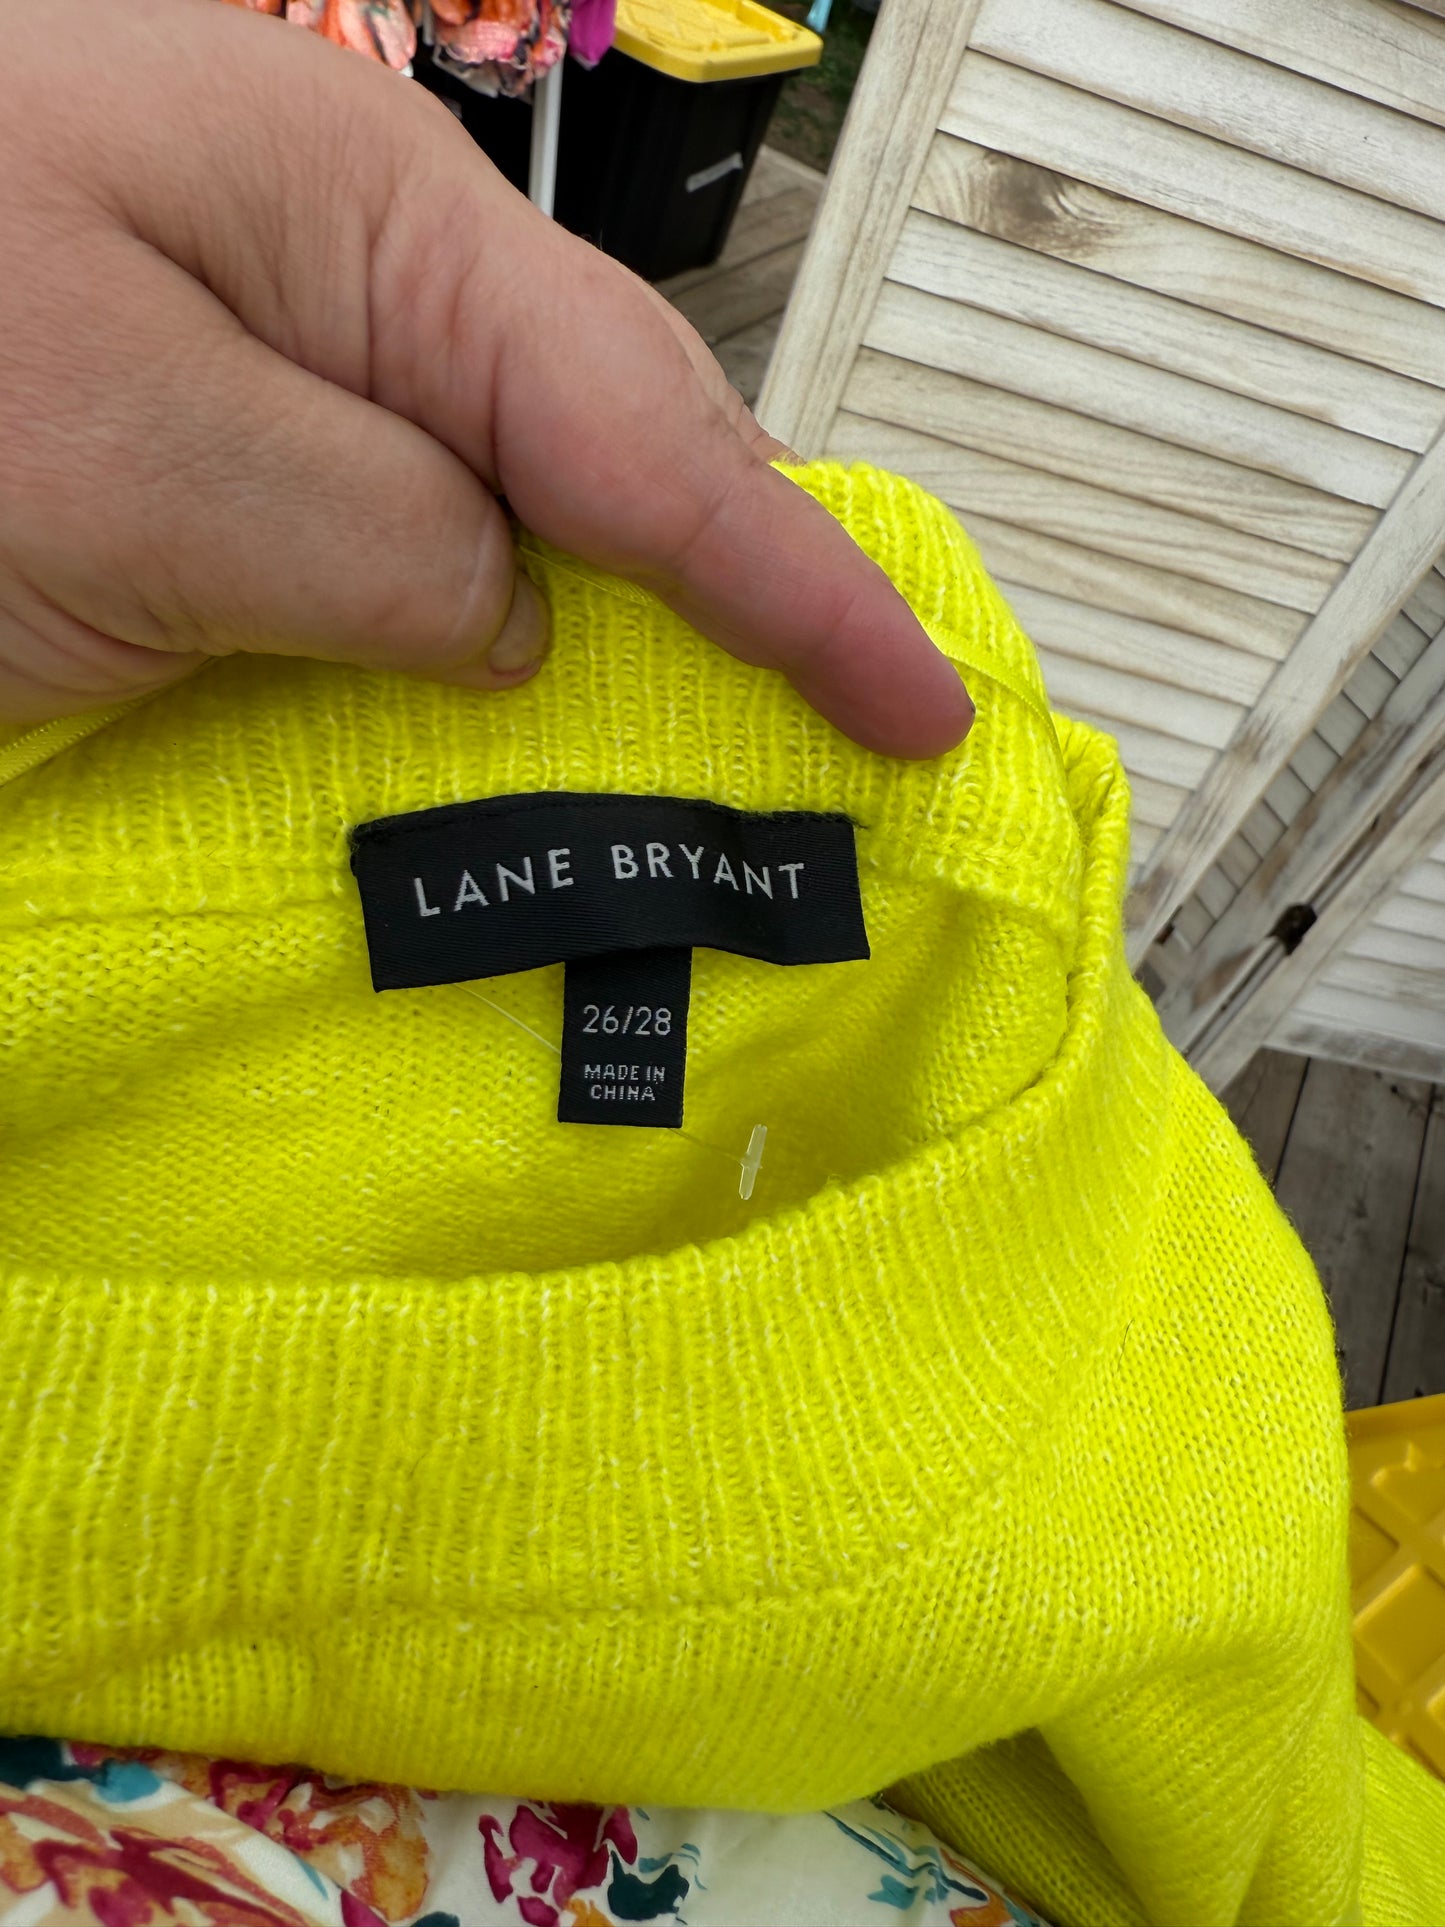 LANE BRYANT
26/28
MADE IN
CHINA